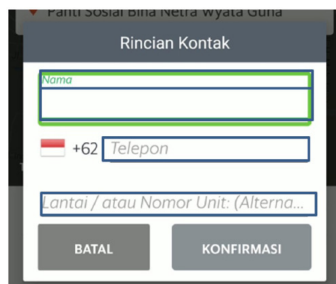 Panti Sosial Bina Netra Wyata Guna
Rincian Kontak
Nama
+62 Telepon
Lantai / atau Nomor Unit: (Alterna...
BATAL
KONFIRMASI